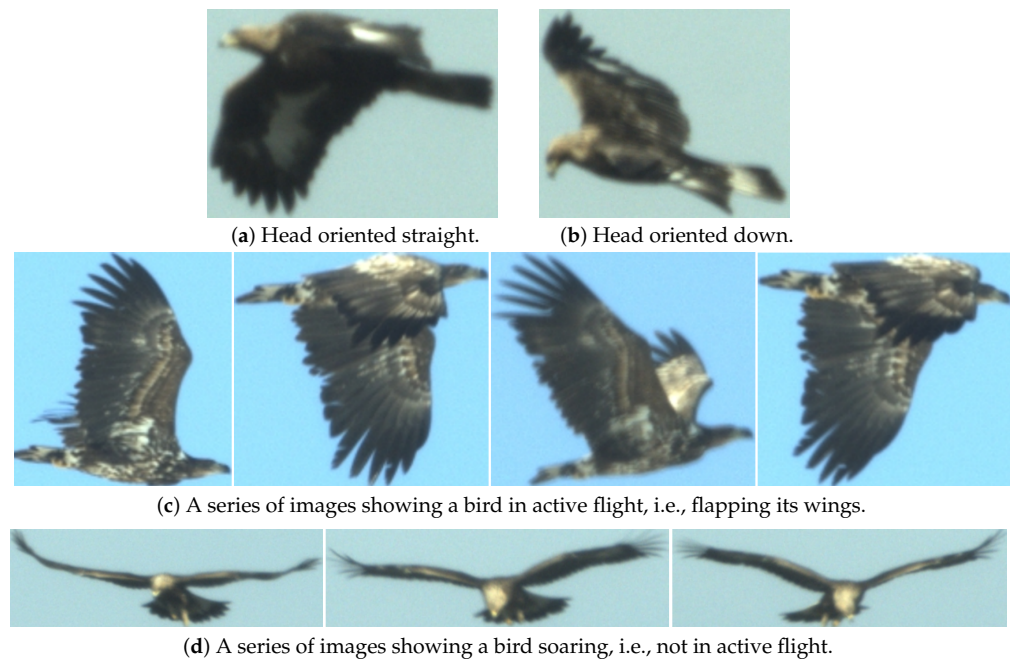 (a) Head oriented straight.
(b) Head oriented down.
(c) A series of images showing a bird in active flight, i.e., flapping its wings.
(d) A series of images showing a bird soaring, i.e., not in active flight.